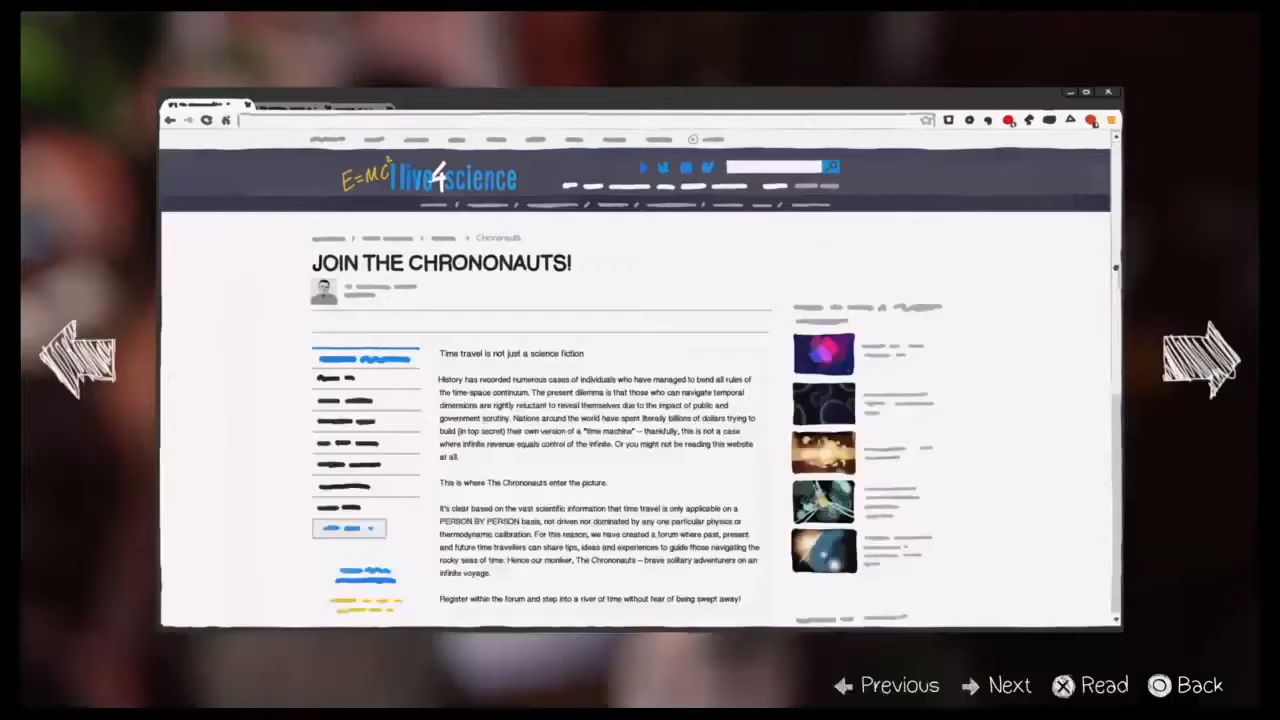 E=MC² live4science
Chrononauts
JOIN THE CHRONONAUTS!
Time travel is not just a science fiction
History has recorded numerous cases of individuals who have managed to bend all rules of
the time-space continuum. The present dilemma is that those who can navigate temporal
dimensions are rightly reluctant to reveal themselves due to the impact of public and
government scrutiny. Nations around the world have spent literally billions of dollars trying to
build (in top secret) their own version of a "time machine" – thankfully, this is not a case
where infinite revenue equals control of the infinite. Or you might not be reading this website
at all.
This is where The Chrononauts enter the picture.
It's clear based on the vast scientific information that time travel is only applicable on a
PERSON BY PERSON basis, not driven nor dominated by any one particular physics or
thermodynamic calibration. For this reason, we have created a forum where past, present
and future time travellers can share tips, ideas and experiences to guide those navigating the
rocky seas of time. Hence our moniker, The Chrononauts – brave solitary adventurers on an
infinite voyage.
Register within the forum and step into a river of time without fear of being swept away!
Previous Next Read Back